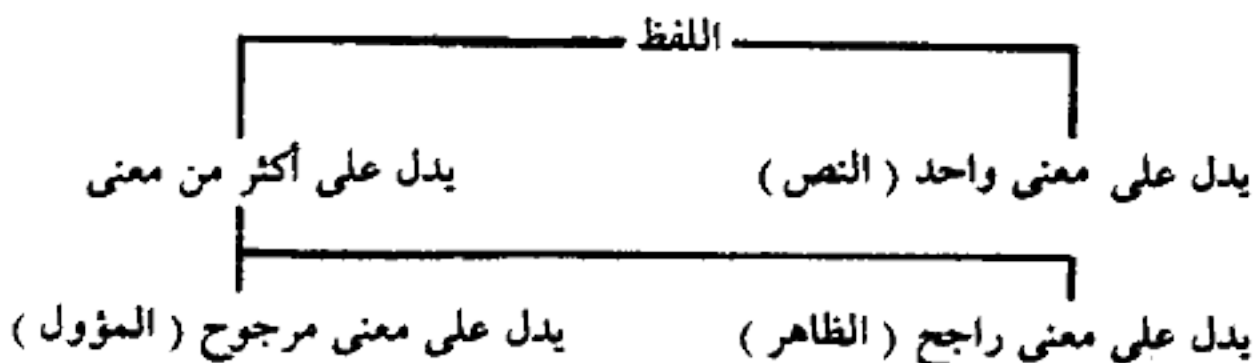 اللفظ
يدل على معنى واحد ( النص ) يدل على أكثر من معنى
يدل على معنى راجح ( الظاهر ) يدل على معنى مرجوح ( المؤول )